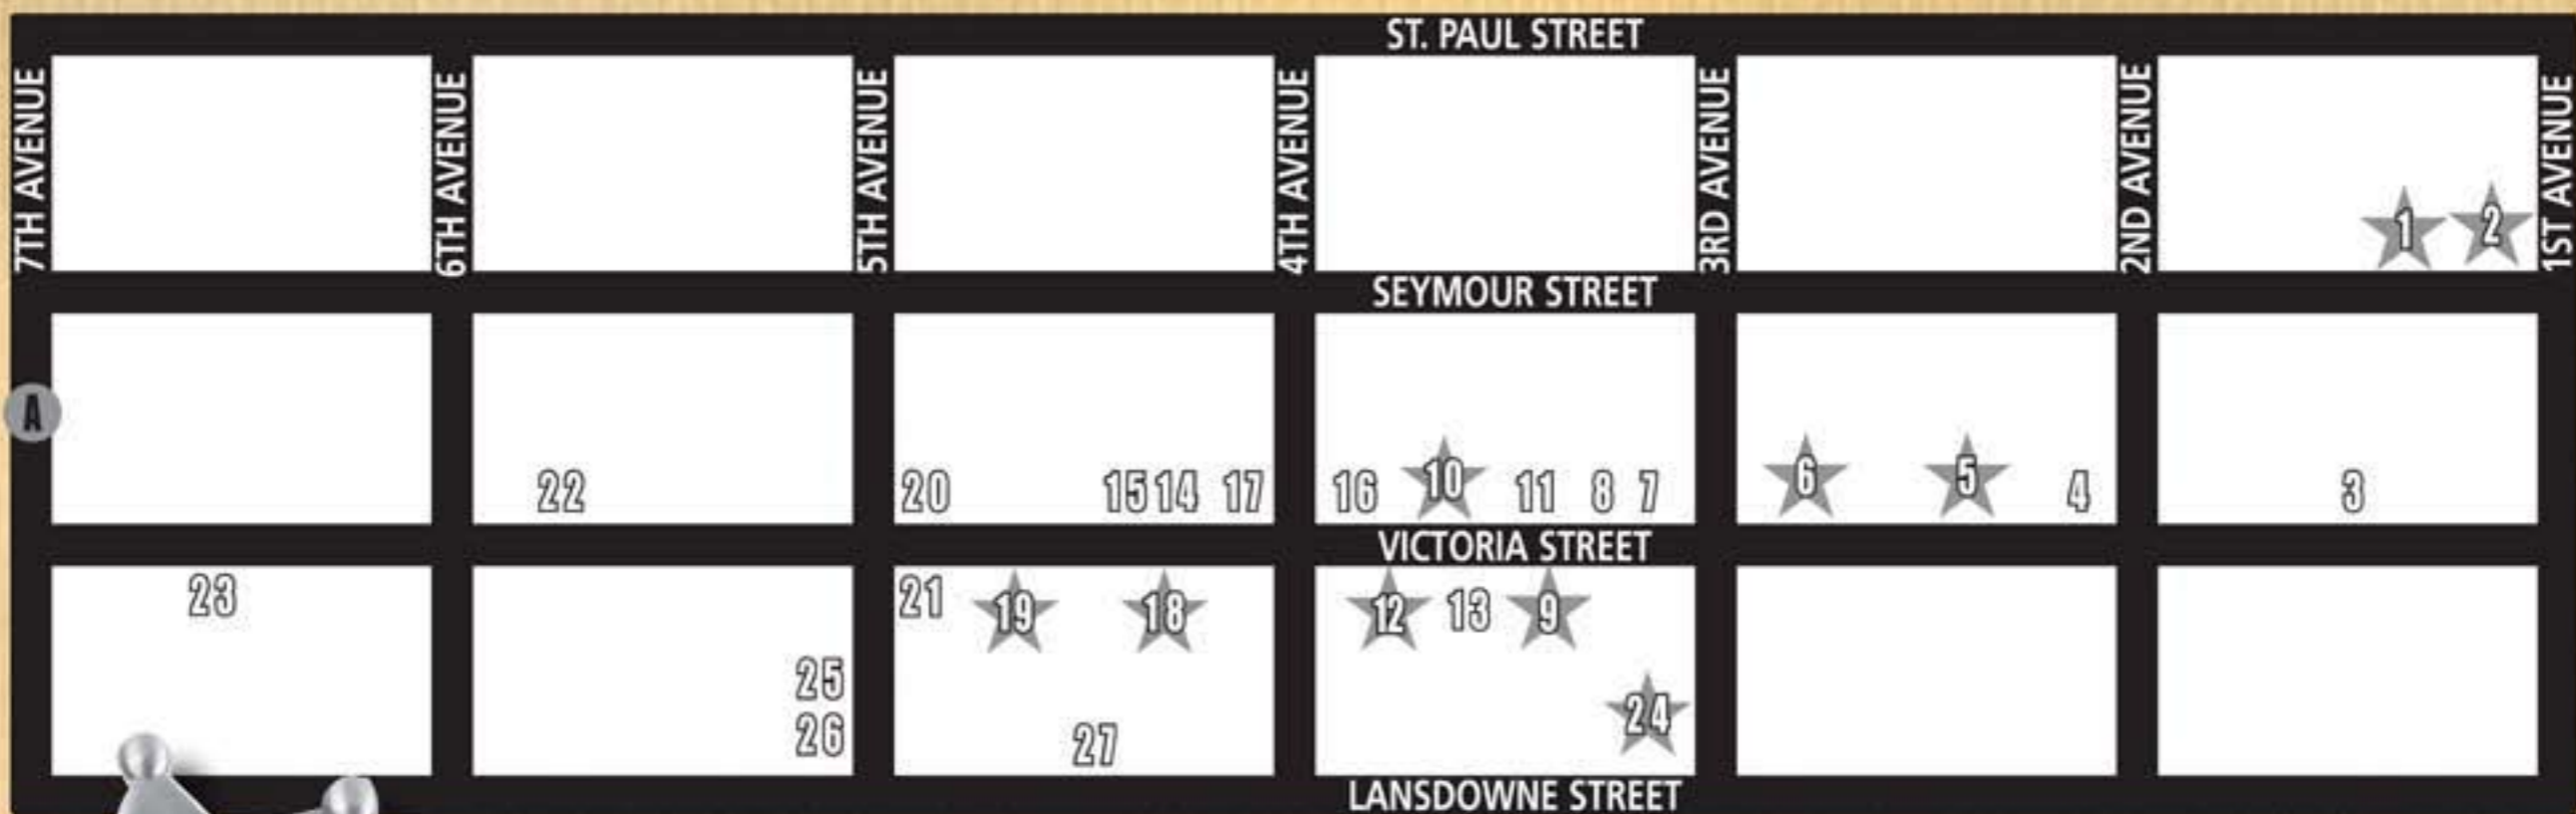 ST. PAUL STREET
7TH AVENUE
6TH AVENUE
5TH AVENUE
4TH AVENUE
3RD AVENUE
2ND AVENUE
1ST AVENUE
1 2
SEYMOUR STREET
A
22 20 15 14 17 16 10 11 8 7 6 5 4 3
VICTORIA STREET
23 21 19 18 12 13 9
25
26
24
27
LANSDOWNE STREET